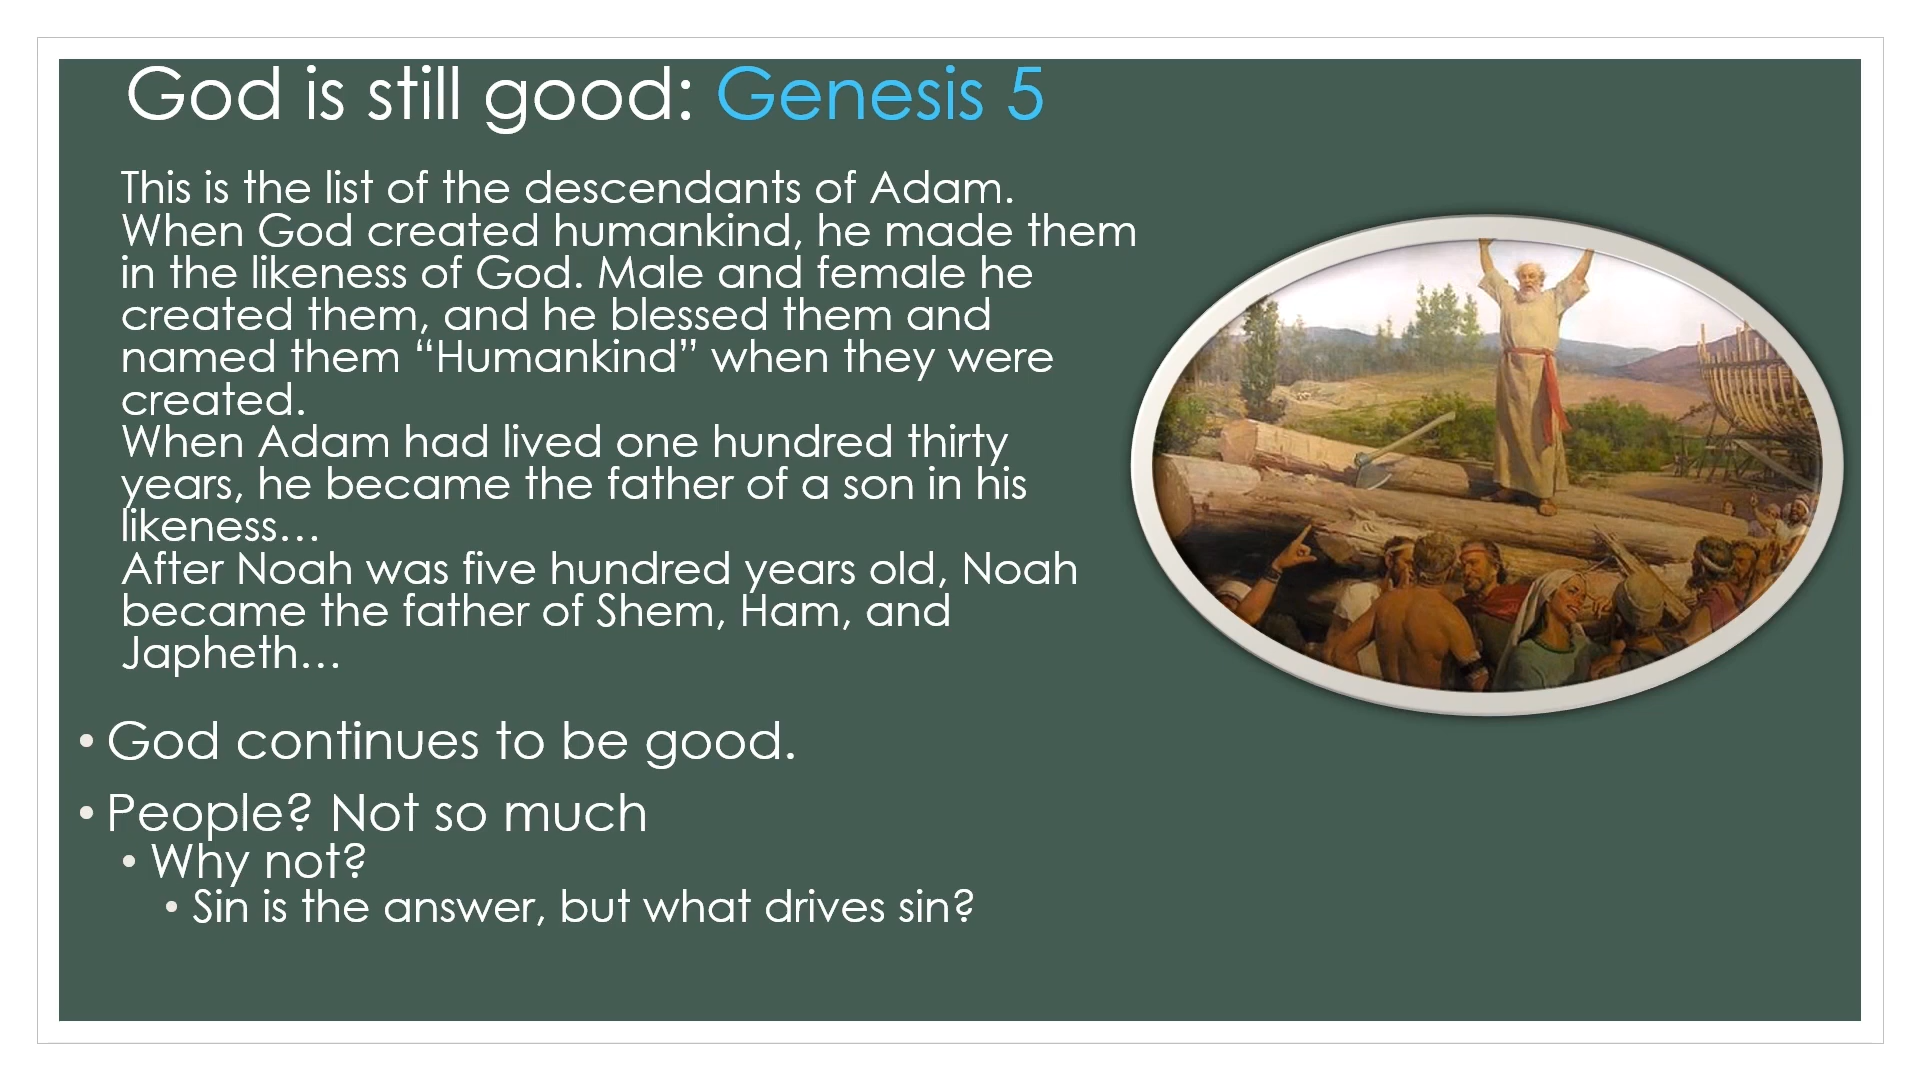 God is still good: Genesis 5
This is the list of the descendants of Adam.
When God created humankind, he made them
in the likeness of God. Male and female he
created them, and he blessed them and
named them “Humankind” when they were
created.
When Adam had lived one hundred thirty
years, he became the father of a son in his
likeness…
After Noah was five hundred years old, Noah
became the father of Shem, Ham, and
Japheth…
• God continues to be good.
• People? Not so much
• Why not?
• Sin is the answer, but what drives sin?